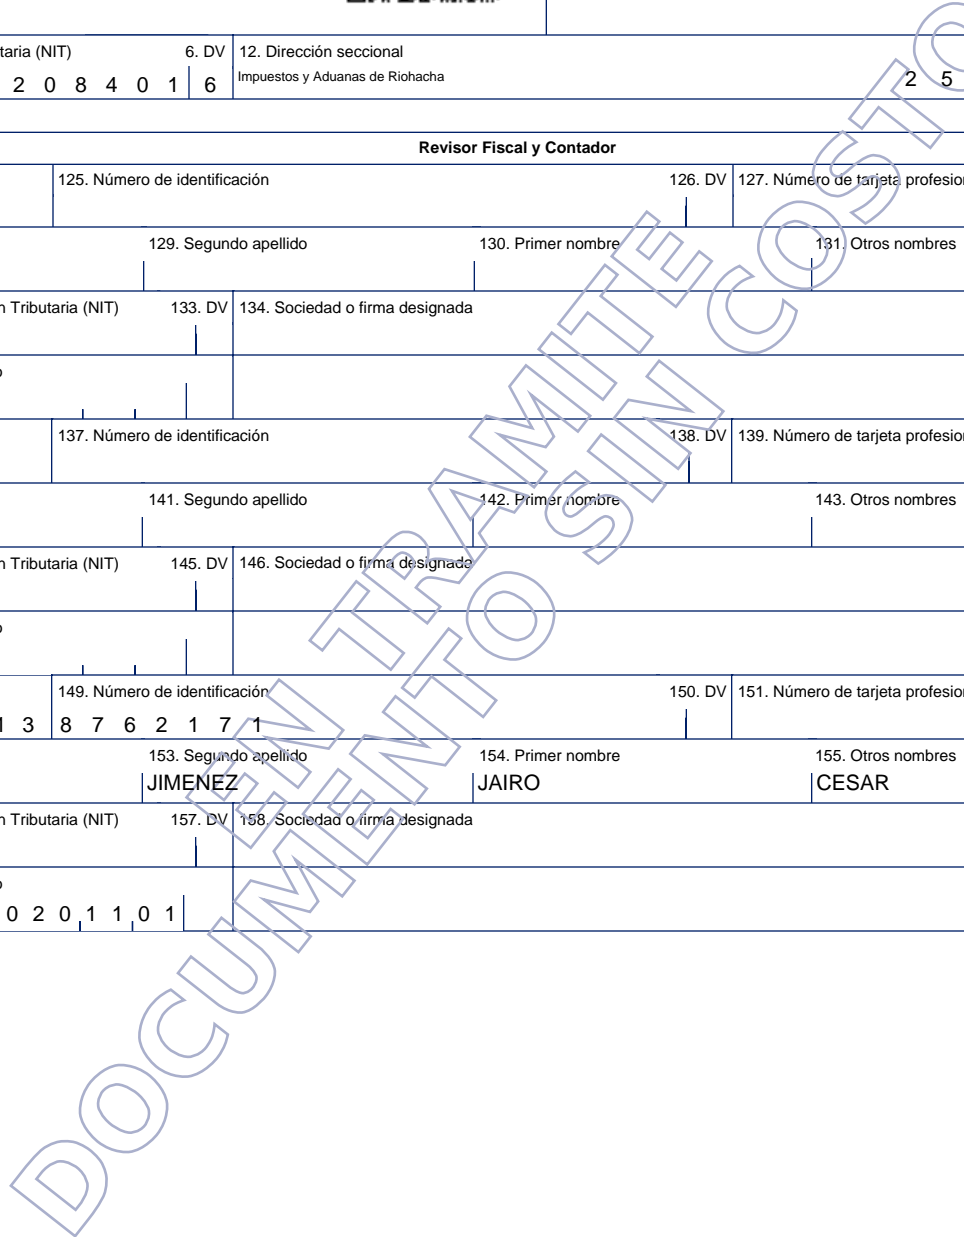 taria (NIT) 6. DV 12. Dirección seccional
2 0 8 4 0 1 6 Impuestos y Aduanas de Riohacha 2 5
Revisor Fiscal y Contador
125. Número de identificación 126. DV 127. Número de tarjeta profesion
129. Segundo apellido 130. Primer nombre 131. Otros nombres
n Tributaria (NIT) 133. DV 134. Sociedad o firma designada
o
137. Número de identificación 138. DV 139. Número de tarjeta profesion
141. Segundo apellido 142. Primer nombre 143. Otros nombres
n Tributaria (NIT) 145. DV 146. Sociedad o firma designada
o
149. Número de identificación 150. DV 151. Número de tarjeta profesion
1 3 8 7 6 2 1 7 1
153. Segundo apellido 154. Primer nombre 155. Otros nombres
JIMENEZ JAIRO CESAR
n Tributaria (NIT) 157. DV 158. Sociedad o firma designada
o
0 2 0 1 1 0 1
EN TRAMITE
DOCUMENTO SIN COSTO